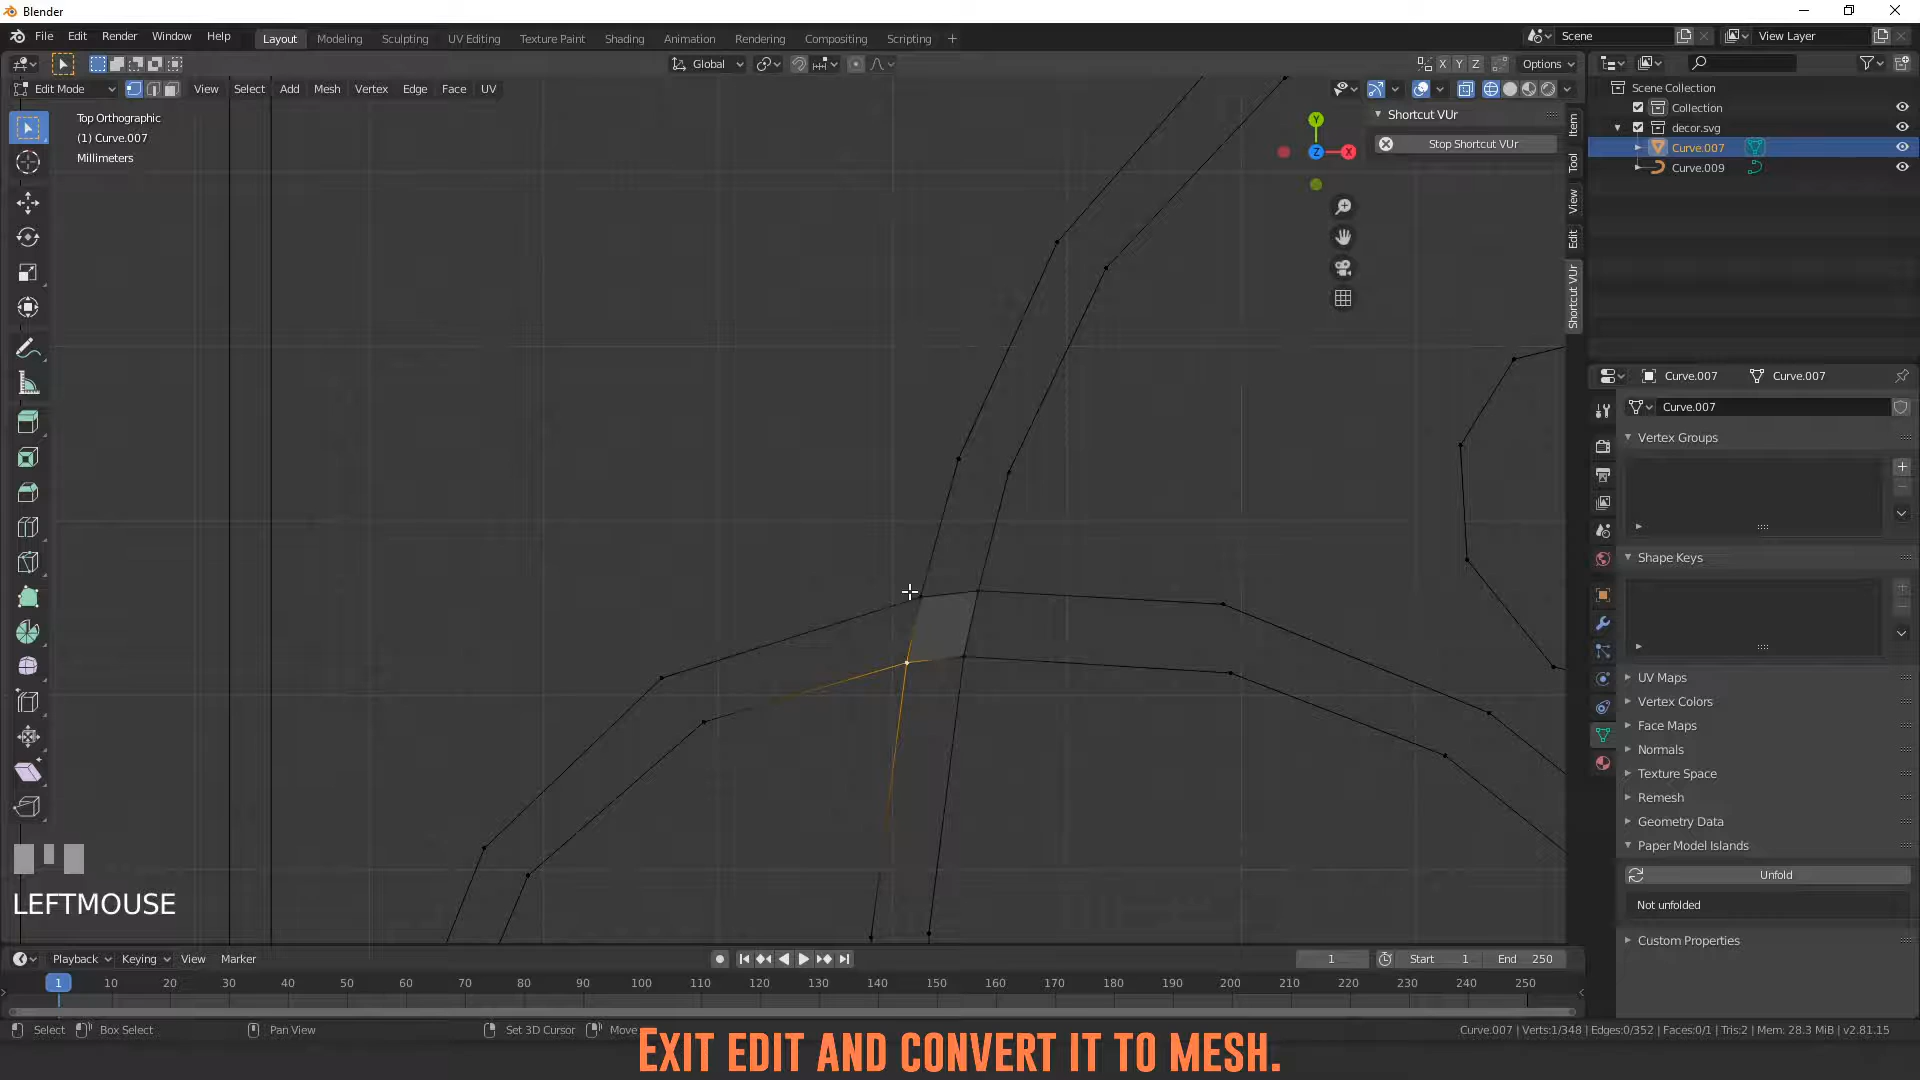 Blender
File Edit Render Window Help
Layout Modeling Sculpting UV Editing Texture Paint Shading Animation Rendering Compositing Scripting +
Scene
View Layer
Global
X Y Z
Options
Edit Mode View Select Add Mesh Vertex Edge Face UV
Top Orthographic
(1) Curve.007
Millimeters
Y
Z
X
Shortcut VUr
Stop Shortcut VUr
Item
Tool
View
Edit
Shortcut VUr
Scene Collection
Collection
decor.svg
Curve.007
Curve.009
Curve.007 Curve.007
Curve.007
Vertex Groups
Shape Keys
UV Maps
Vertex Colors
Face Maps
Normals
Texture Space
Remesh
Geometry Data
Paper Model Islands
Unfold
Not unfolded
Custom Properties
LEFTMOUSE
Playback Keying View Marker
1 Start 1 End 250
1 10 20 30 40 50 60 70 80 90 100 110 120 130 140 150 160 170 180 190 200 210 220 230 240 250
Select Box Select Pan View Set 3D Cursor Move
Curve.007 | Verts:1/348 | Edges:0/352 | Faces:0/1 | Tris:2 | Mem: 28.3 MiB | v2.81.15
Exit edit and convert it to mesh.